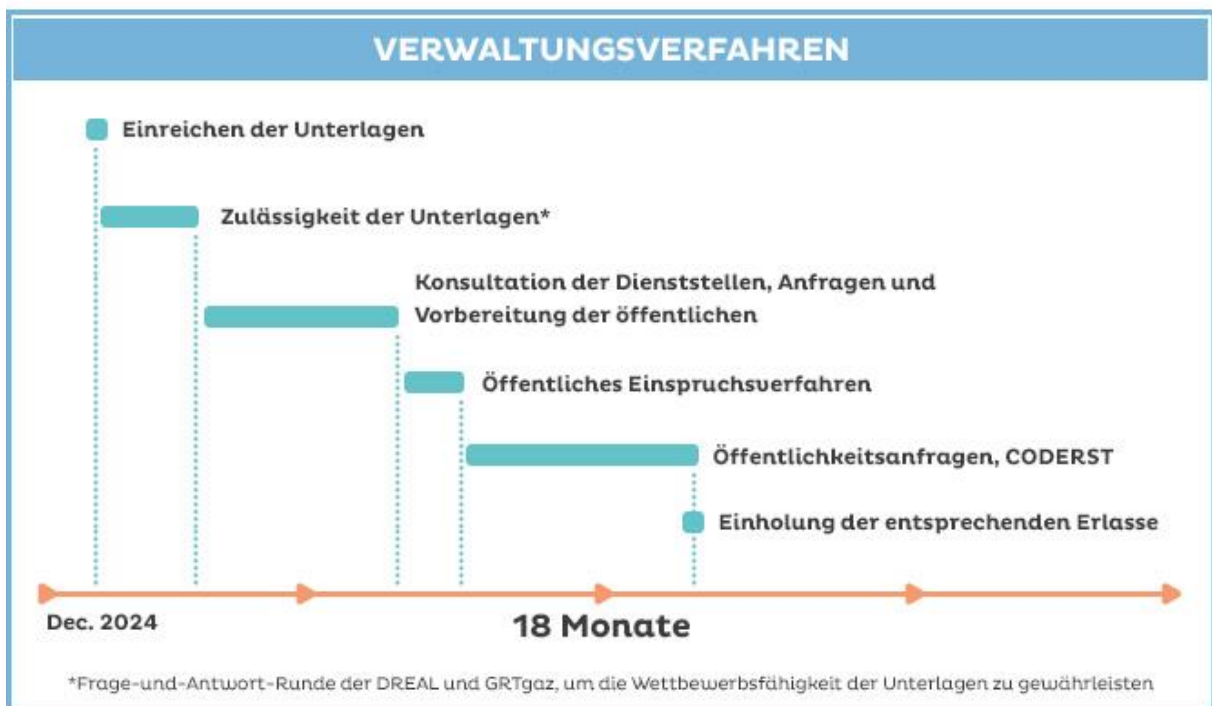 VERWALTUNGSVERFAHREN
Einreichen der Unterlagen
Zulässigkeit der Unterlagen*
Konsultation der Dienststellen, Anfragen und
Vorbereitung der öffentlichen
Öffentliches Einspruchsverfahren
Öffentlichkeitsanfragen, CODERST
Einholung der entsprechenden Erlasse
Dec. 2024
18 Monate
*Frage-und-Antwort-Runde der DREAL und GRTgaz, um die Wettbewerbsfähigkeit der Unterlagen zu gewährleisten